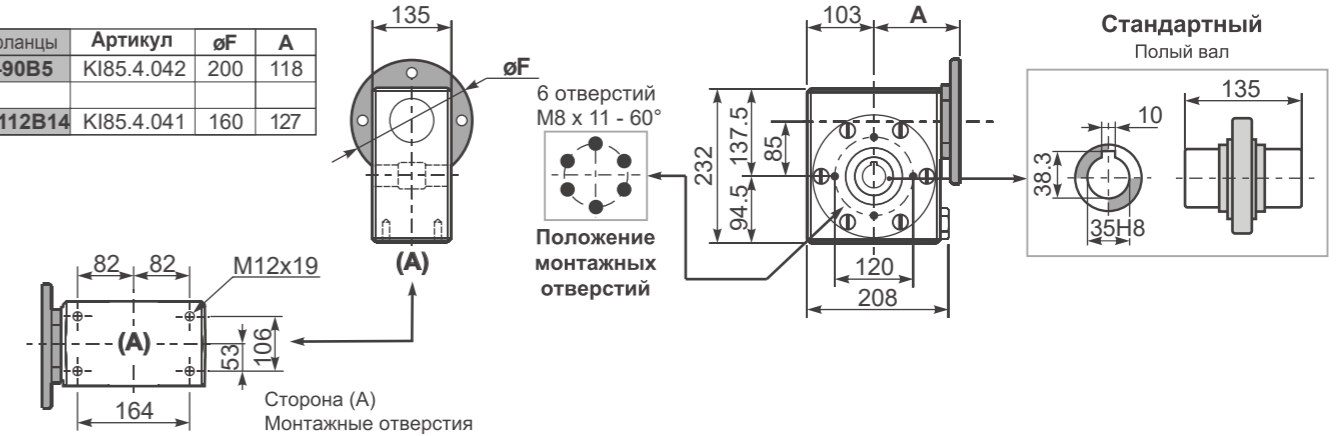 Артикул øF A
90B5 KI85.4.042 200 118
112B14 KI85.4.041 160 127
135
øF
(A)
6 отверстий
M8 x 11 - 60°
Положение
монтажных
отверстий
103 A
232
137.5
85
94.5
120
208
Стандартный
Полый вал
135
10
38.3
35H8
82 82 M12x19
(A)
53
106
164
Сторона (A)
Монтажные отверстия